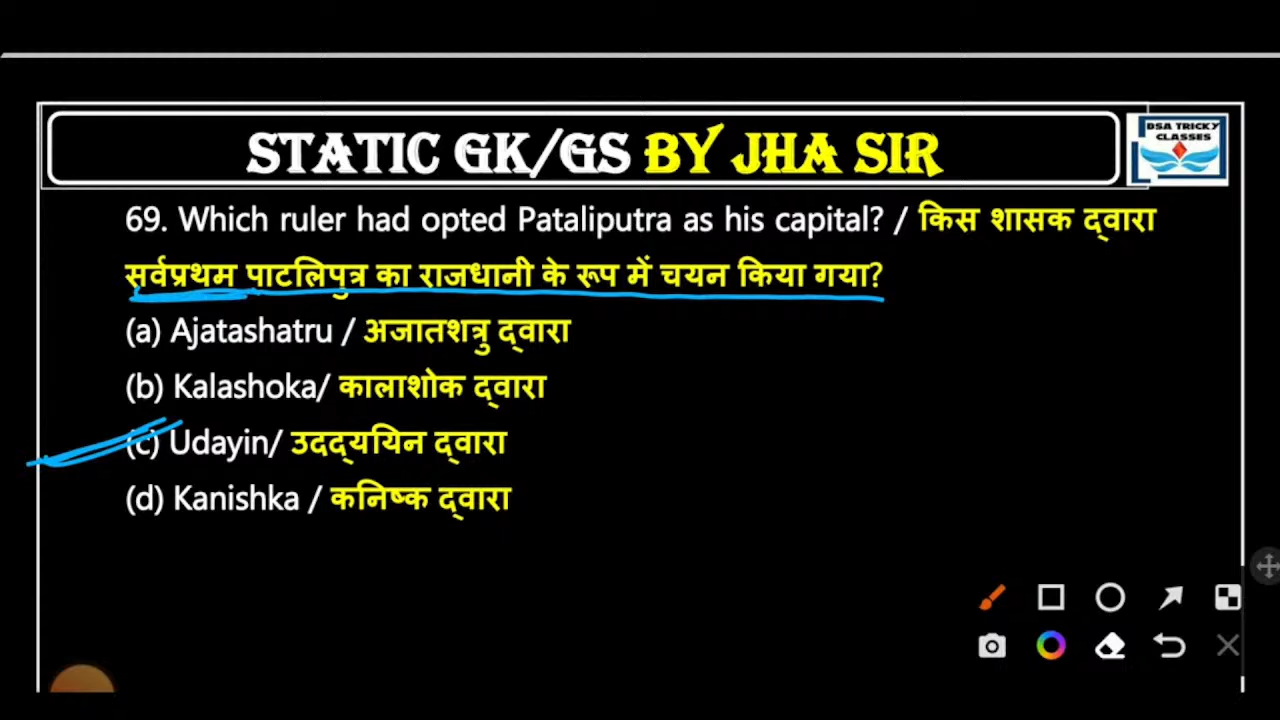 STATIC GK/GS BY JHA SIR
DSA TRICKY
CLASSES
69. Which ruler had opted Pataliputra as his capital? / किस शासक द्वारा
सर्वप्रथम पाटलिपुत्र का राजधानी के रूप में चयन किया गया?
(a) Ajatashatru / अजातशत्रु द्वारा
(b) Kalashoka/ कालाशोक द्वारा
(c) Udayin/ उदद्ययिन द्वारा
(d) Kanishka / कनिष्क द्वारा